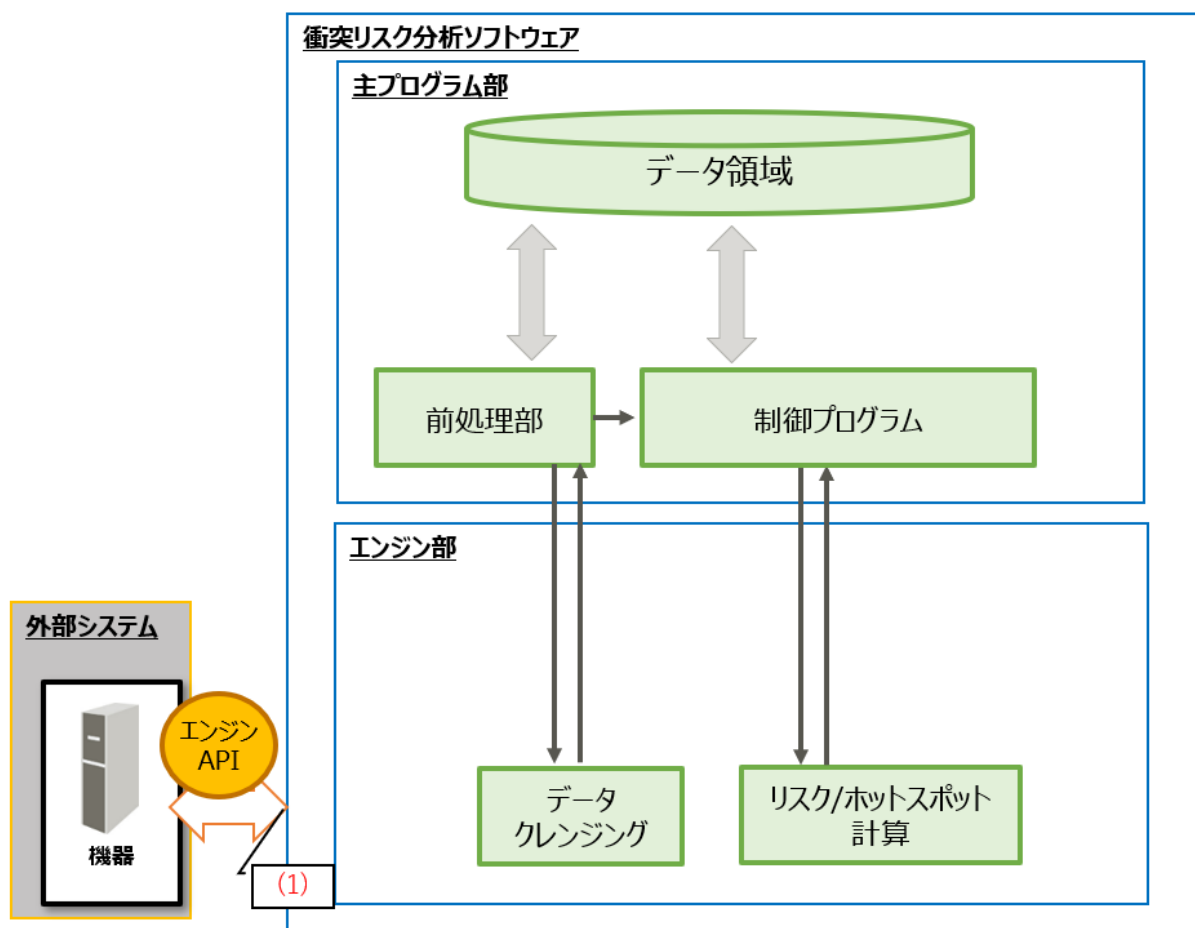 衝突リスク分析ソフトウェア
主プログラム部
データ領域
前処理部
制御プログラム
エンジン部
外部システム
エンジン
API
機器
(1)
データ
クレンジング
リスク/ホットスポット
計算